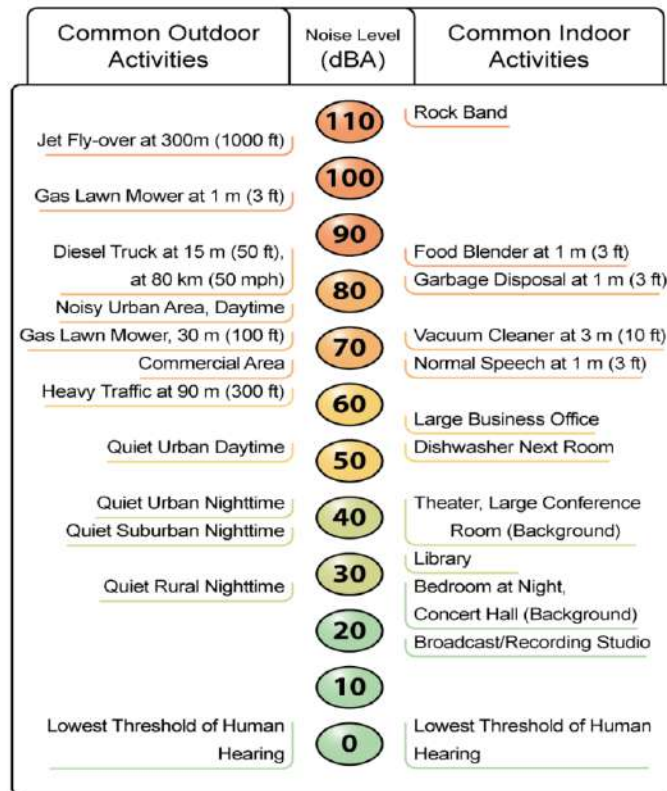 Common Outdoor
Activities
Noise Level
(dBA)
Common Indoor
Activities
110
Rock Band
Jet Fly-over at 300m (1000 ft)
100
Gas Lawn Mower at 1 m (3 ft)
90
Diesel Truck at 15 m (50 ft),
Food Blender at 1 m (3 ft)
at 80 km (50 mph)
80
Garbage Disposal at 1 m (3 ft)
Noisy Urban Area, Daytime
Gas Lawn Mower, 30 m (100 ft)
70
Vacuum Cleaner at 3 m (10 ft)
Commercial Area
Normal Speech at 1 m (3 ft)
Heavy Traffic at 90 m (300 ft)
60
Large Business Office
Quiet Urban Daytime
50
Dishwasher Next Room
Quiet Urban Nighttime
40
Theater, Large Conference
Quiet Suburban Nighttime
Room (Background)
30
Library
Quiet Rural Nighttime
Bedroom at Night,
Concert Hall (Background)
20
Broadcast/Recording Studio
10
Lowest Threshold of Human
Hearing
0
Lowest Threshold of Human
Hearing